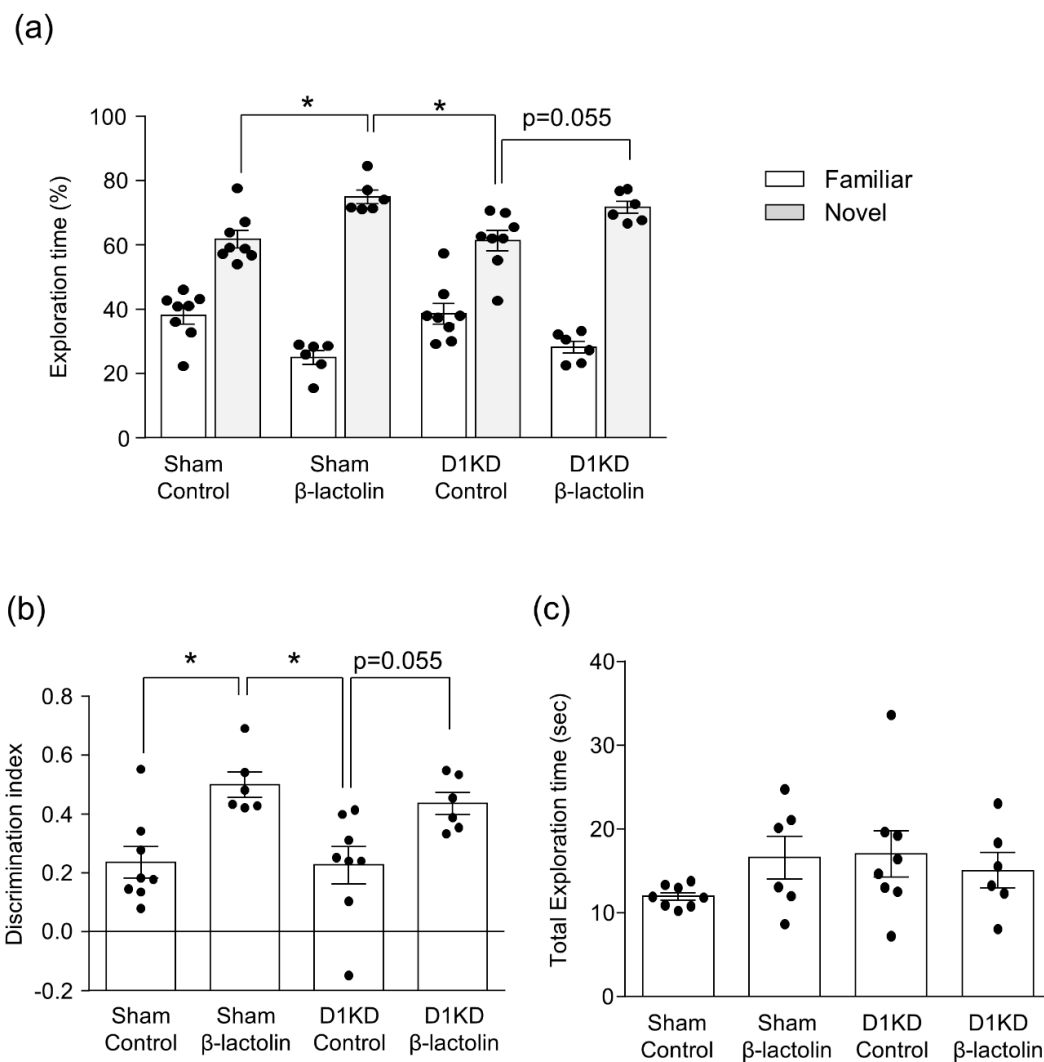 (a)
Exploration time (%)
100
80
60
40
20
0
*
*
p=0.055
Familiar
Novel
Sham
Control
Sham
β-lactolin
D1KD
Control
D1KD
β-lactolin
(b)
Discrimination index
0.8
0.6
0.4
0.2
0.0
-0.2
*
*
p=0.055
Sham
Control
Sham
β-lactolin
D1KD
Control
D1KD
β-lactolin
(c)
Total Exploration time (sec)
40
30
20
10
0
Sham
Control
Sham
β-lactolin
D1KD
Control
D1KD
β-lactolin